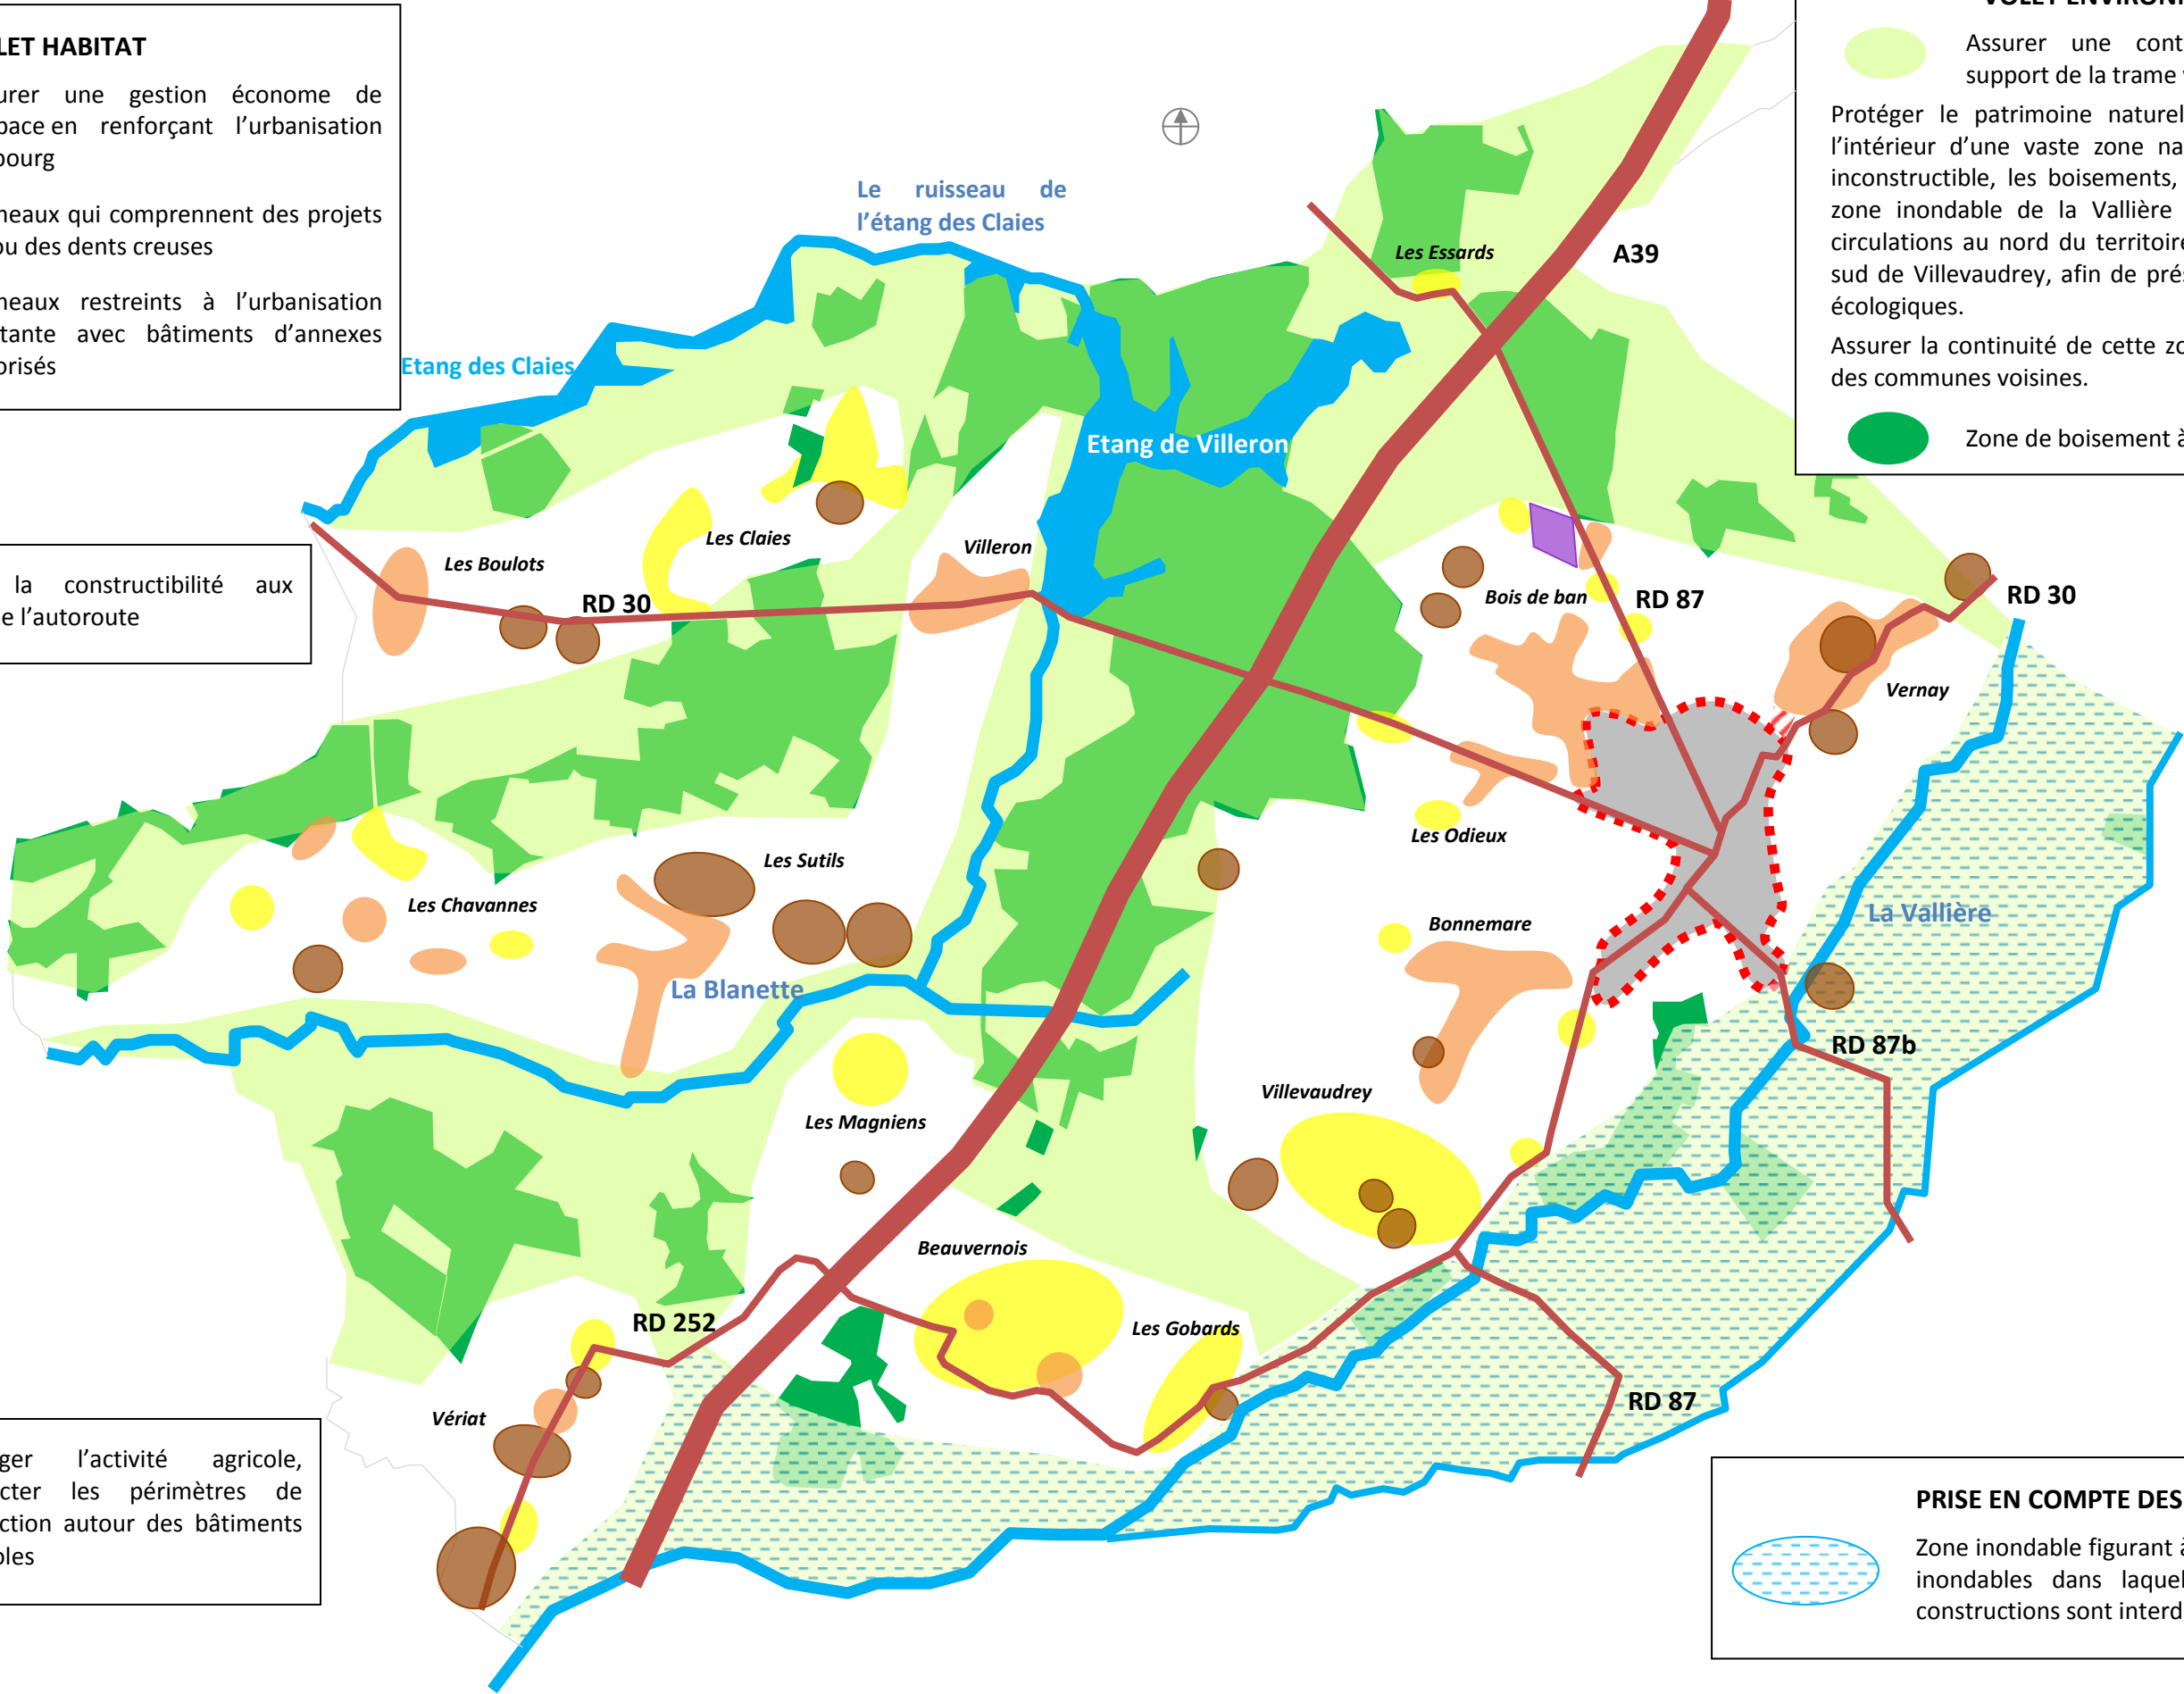 LET HABITAT
urer une gestion économe de
pace en renforçant l’urbanisation
bourg
neaux qui comprennent des projets
ou des dents creuses
neaux restreints à l’urbanisation
tante avec bâtiments d’annexes
orisés
Assurer une cont
support de la trame
Protéger le patrimoine naturel
l’intérieur d’une vaste zone na
inconstructible, les boisements,
zone inondable de la Vallière
circulations au nord du territoire
sud de Villevaudrey, afin de pré
écologiques.
Assurer la continuité de cette zo
des communes voisines.
Zone de boisement à
Le ruisseau de
l’étang des Claies
Les Essards
A39
Etang des Claies
Etang de Villeron
Les Claies
Villeron
Les Boulots
RD 30
la constructibilité aux
e l’autoroute
Bois de ban
RD 87
RD 30
Vernay
Les Odieux
Les Sutils
Les Chavannes
Bonnemare
La Vallière
La Blanette
RD 87b
Villevaudrey
Les Magniens
Beauvernois
Les Gobards
RD 252
RD 87
Vériat
ger l’activité agricole,
cter les périmètres de
ction autour des bâtiments
oles
PRISE EN COMPTE DES
Zone inondable figurant à
inondables dans laquel
constructions sont interd